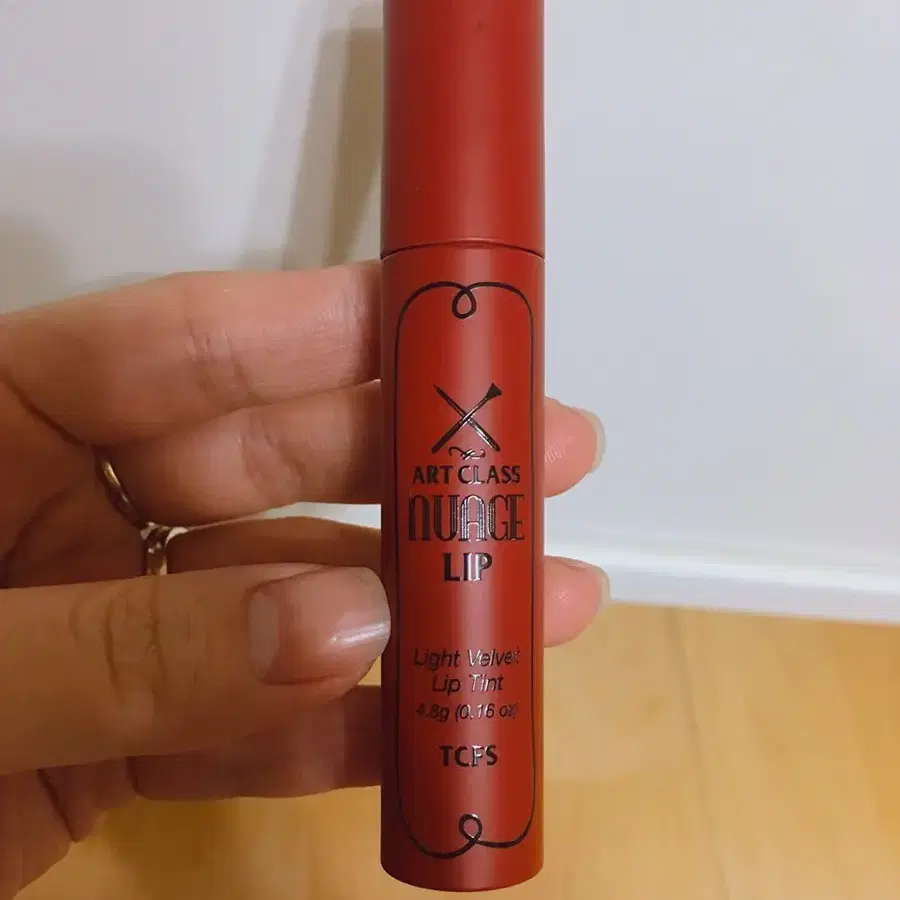 ART CLASS
NUAGE
LIP
Light Velvet
Lip Tint
4.8g (0.16 oz)
TCFS